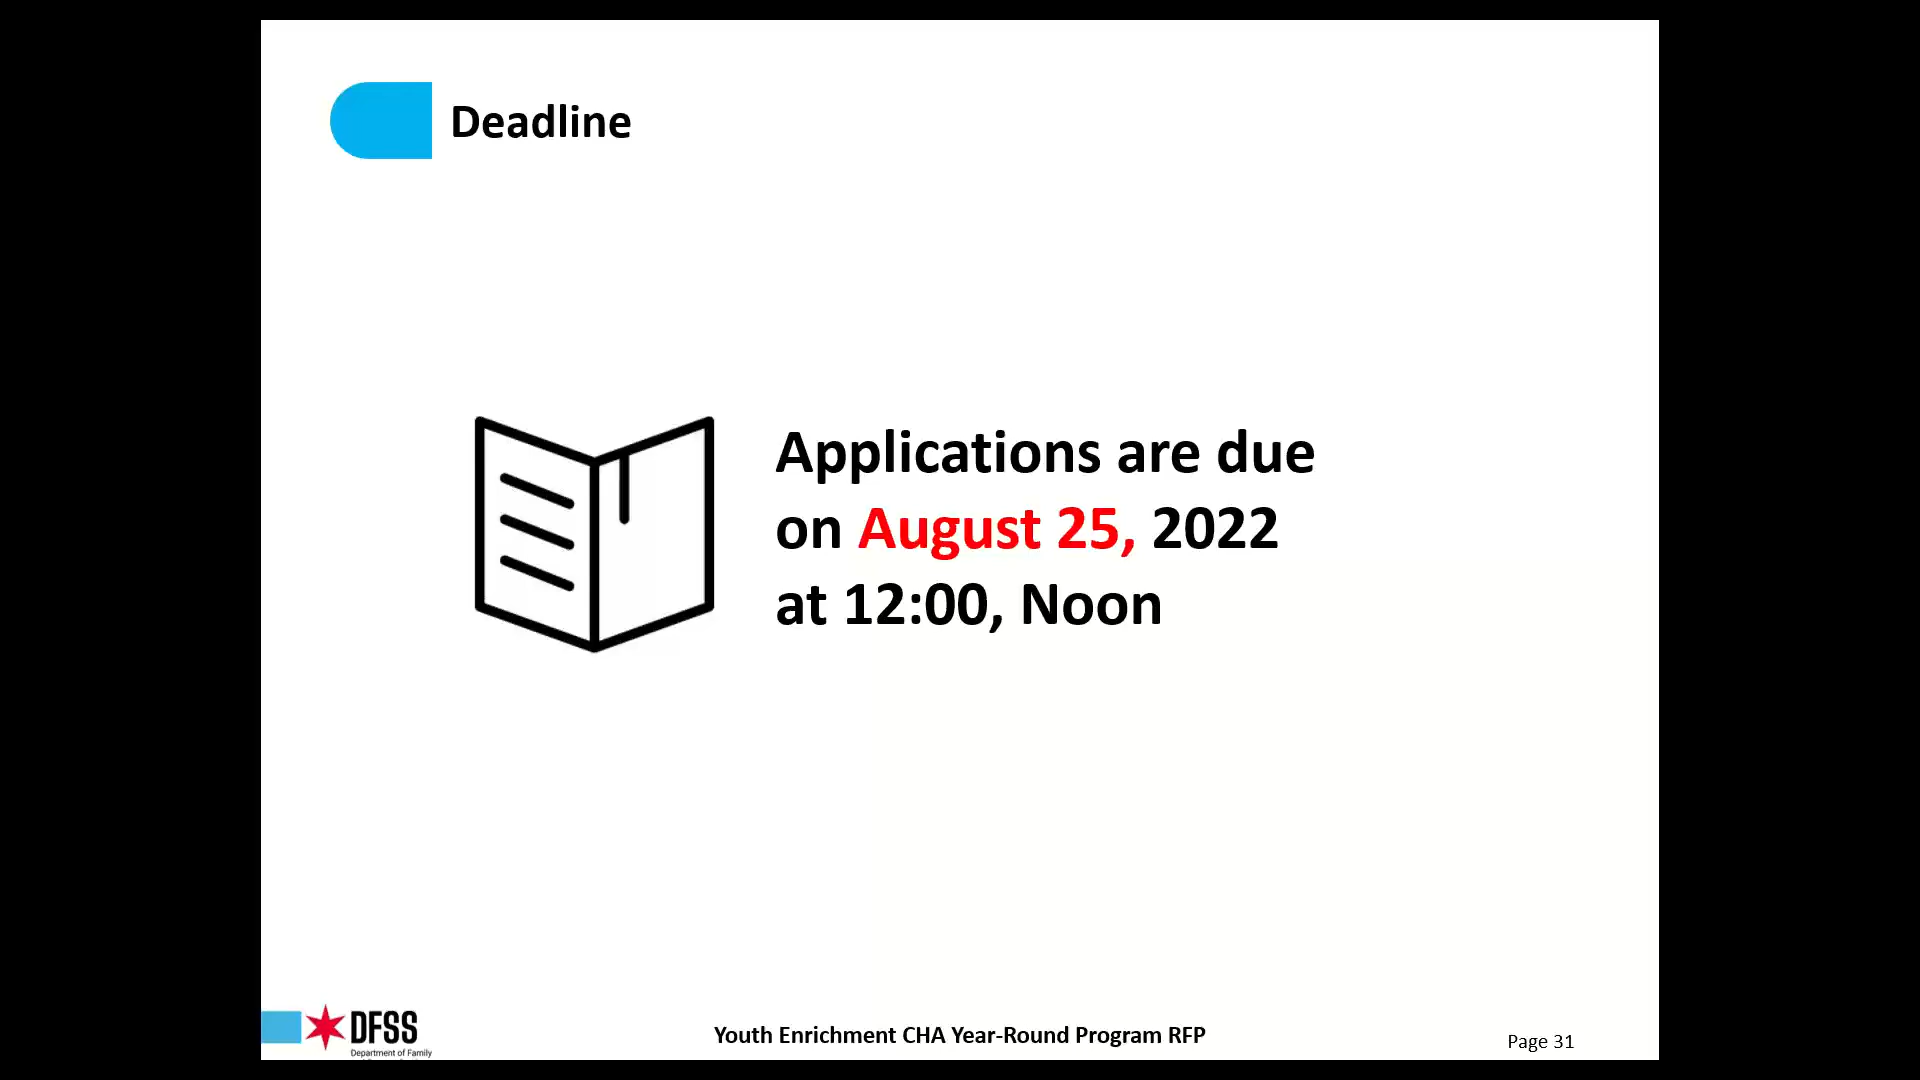 Deadline
Applications are due
on August 25, 2022
at 12:00, Noon
DFSS
Department of Family
Youth Enrichment CHA Year-Round Program RFP
Page 31